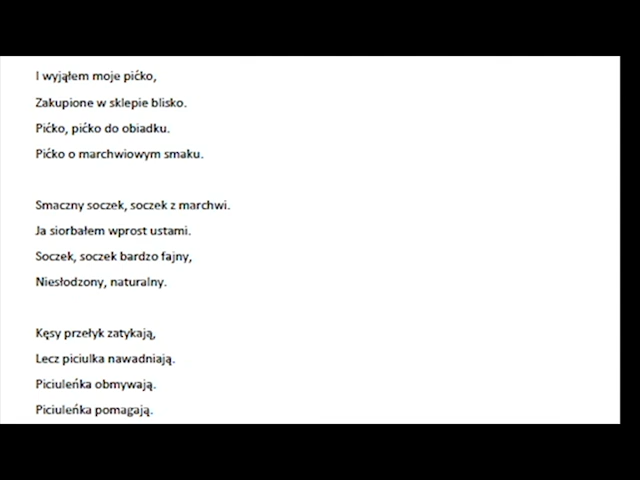 I wyjąłem moje pićko,
Zakupione w sklepie blisko.
Pićko, pićko do obiadku.
Pićko o marchwiowym smaku.
Smaczny soczek, soczek z marchwi.
Ja siorbałem wprost ustami.
Soczek, soczek bardzo fajny,
Niesłodzony, naturalny.
Kęsy przełyk zatykają,
Lecz piciulka nawadniają.
Piciuleńka obmywają.
Piciuleńka pomagają.